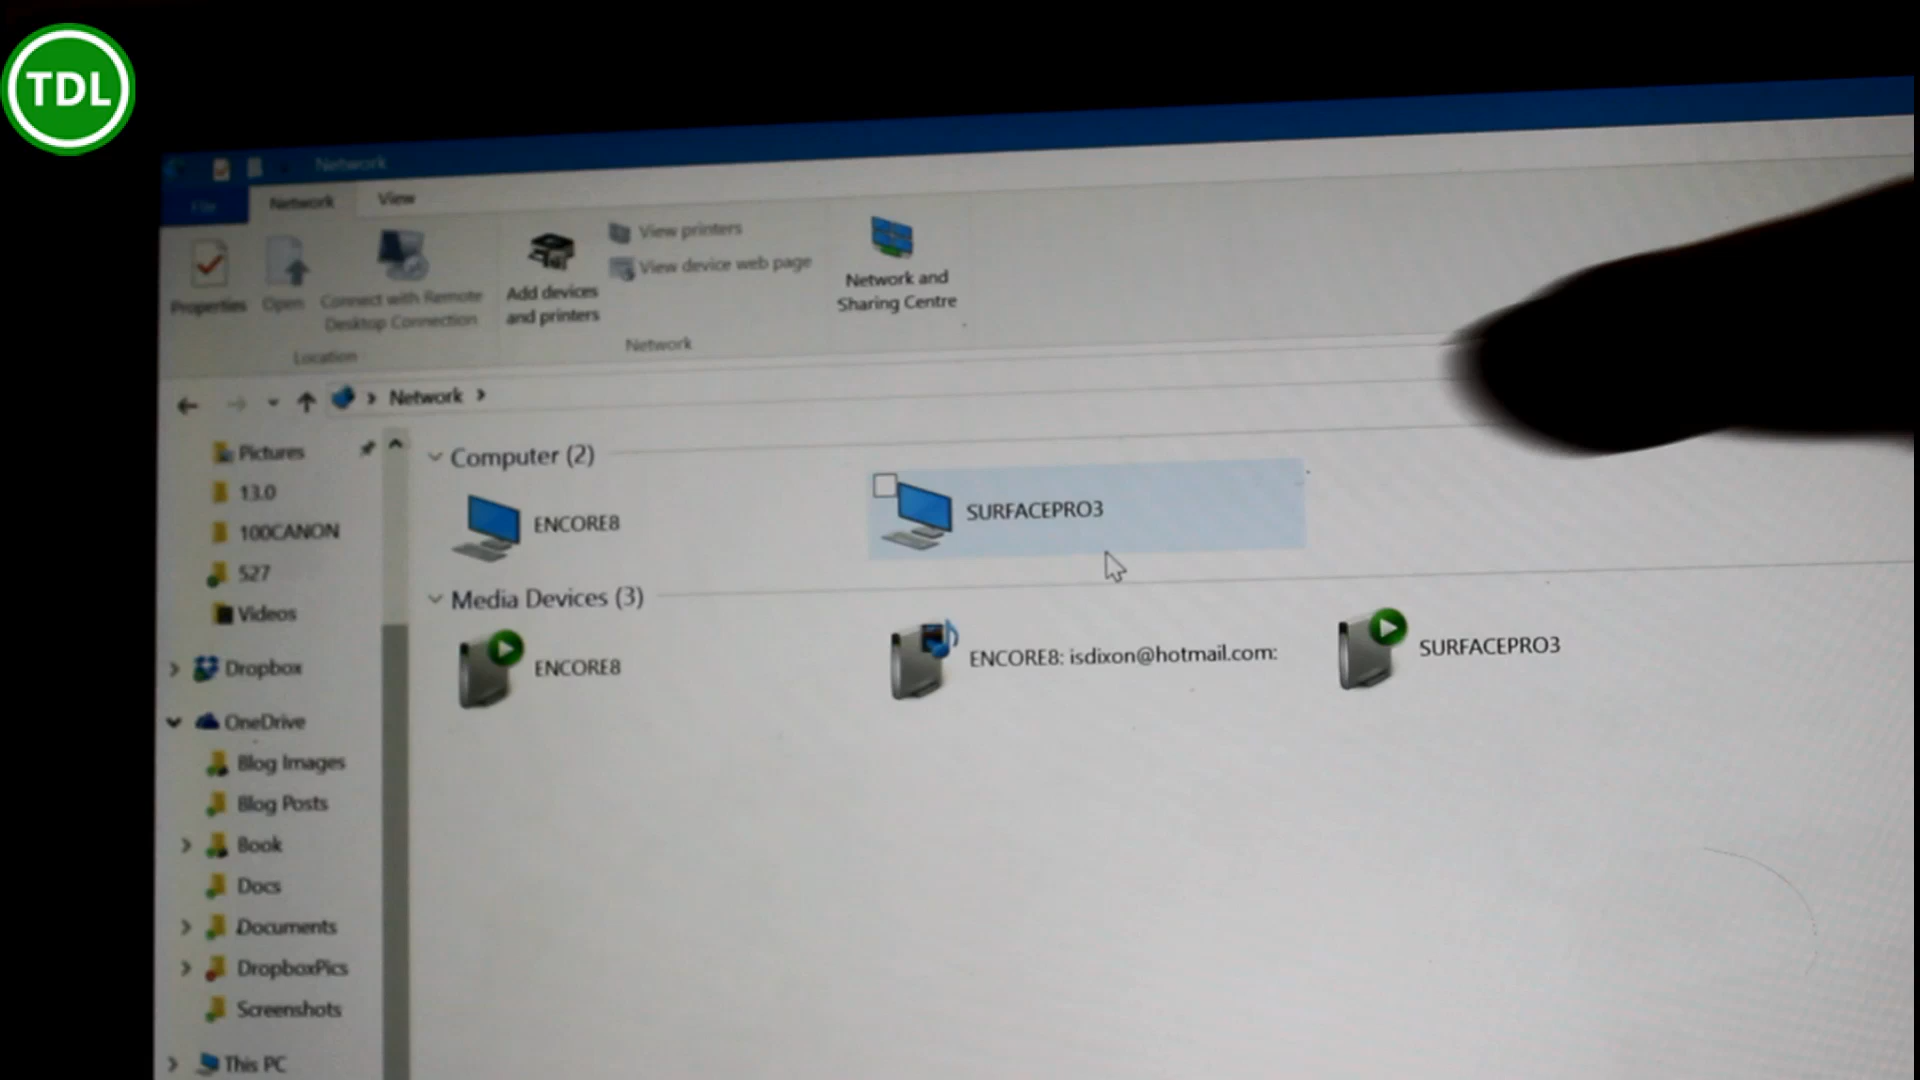 TDL
Network
File
Network
View
Properties
Open
Connect with Remote
Desktop Connection
Add devices
and printers
View printers
View device web page
Network and
Sharing Centre
Location
Network
Network
Pictures
13.0
100CANON
527
Videos
Dropbox
OneDrive
Blog Images
Blog Posts
Book
Docs
Documents
DropboxPics
Screenshots
This PC
Computer (2)
ENCORE8
SURFACEPRO3
Media Devices (3)
ENCORE8
ENCORE8: isdixon@hotmail.com:
SURFACEPRO3